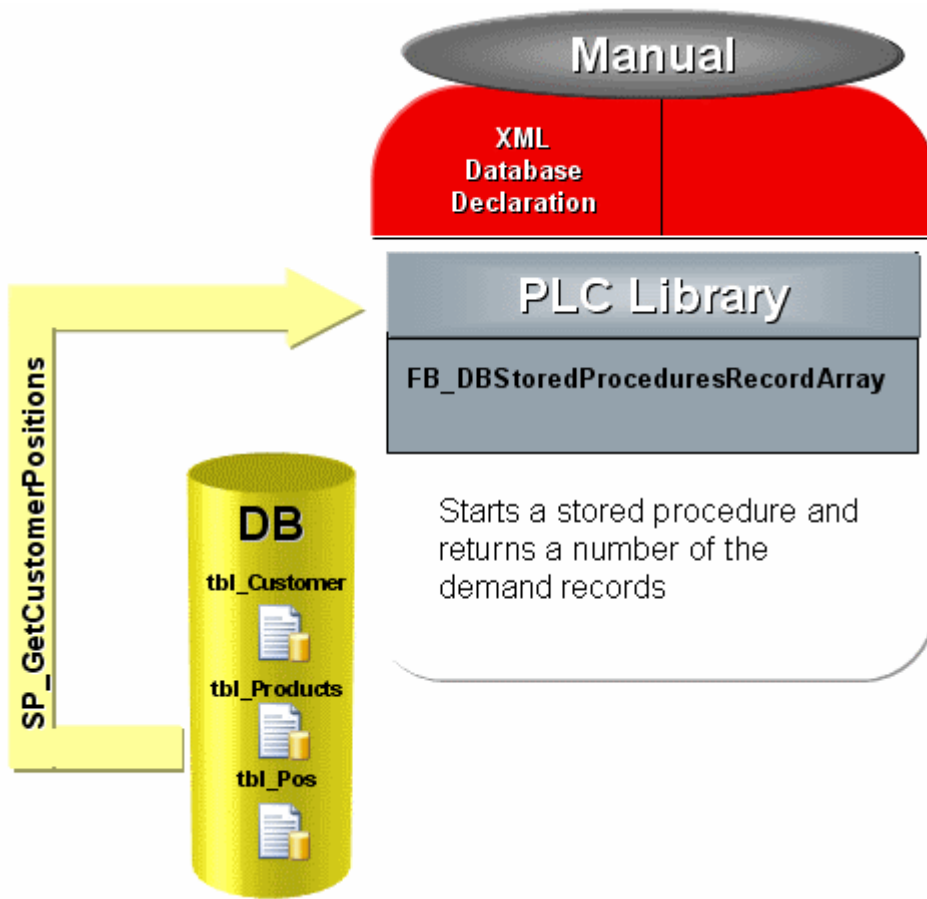 Manual
XML
Database
Declaration
PLC Library
FB_DBStoredProceduresRecordArray
Starts a stored procedure and
returns a number of the
demand records
SP_GetCustomerPositions
DB
tbl_Customer
tbl_Products
tbl_Pos